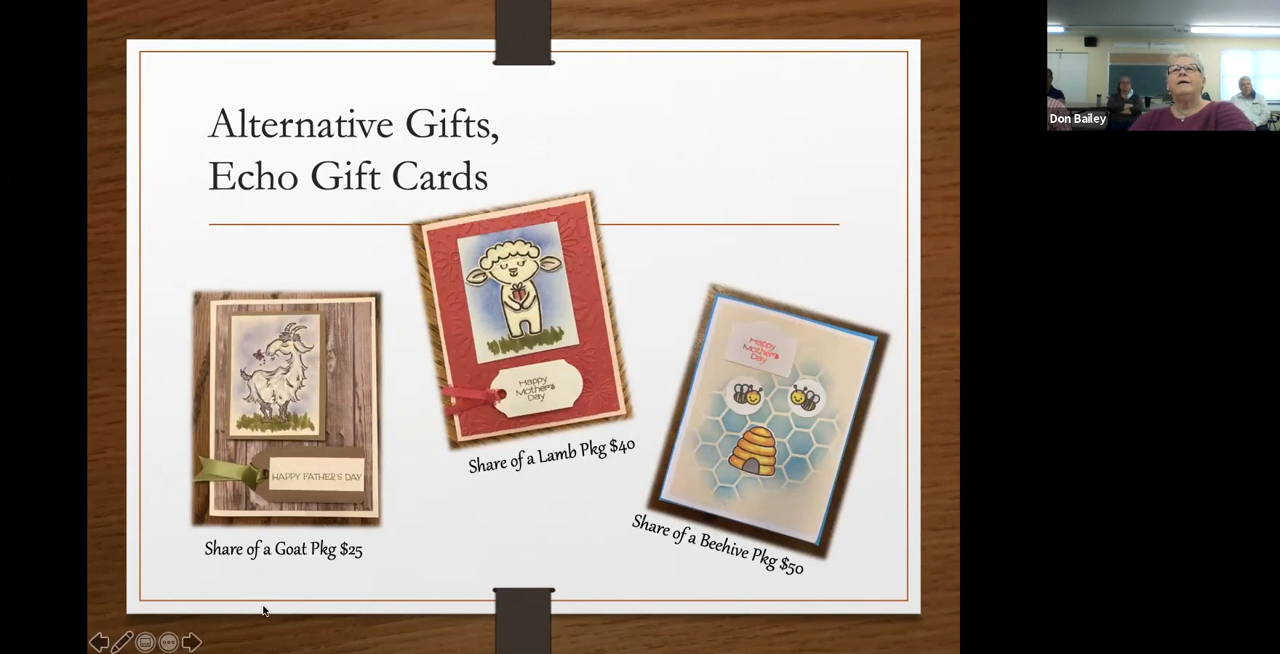 Alternative Gifts,
Echo Gift Cards
HAPPY FATHER'S DAY
Share of a Goat Pkg $25
Happy
Mother's
Day
Share of a Lamb Pkg $40
Happy
Mother's
Day
Share of a Beehive Pkg $50
Don Bailey